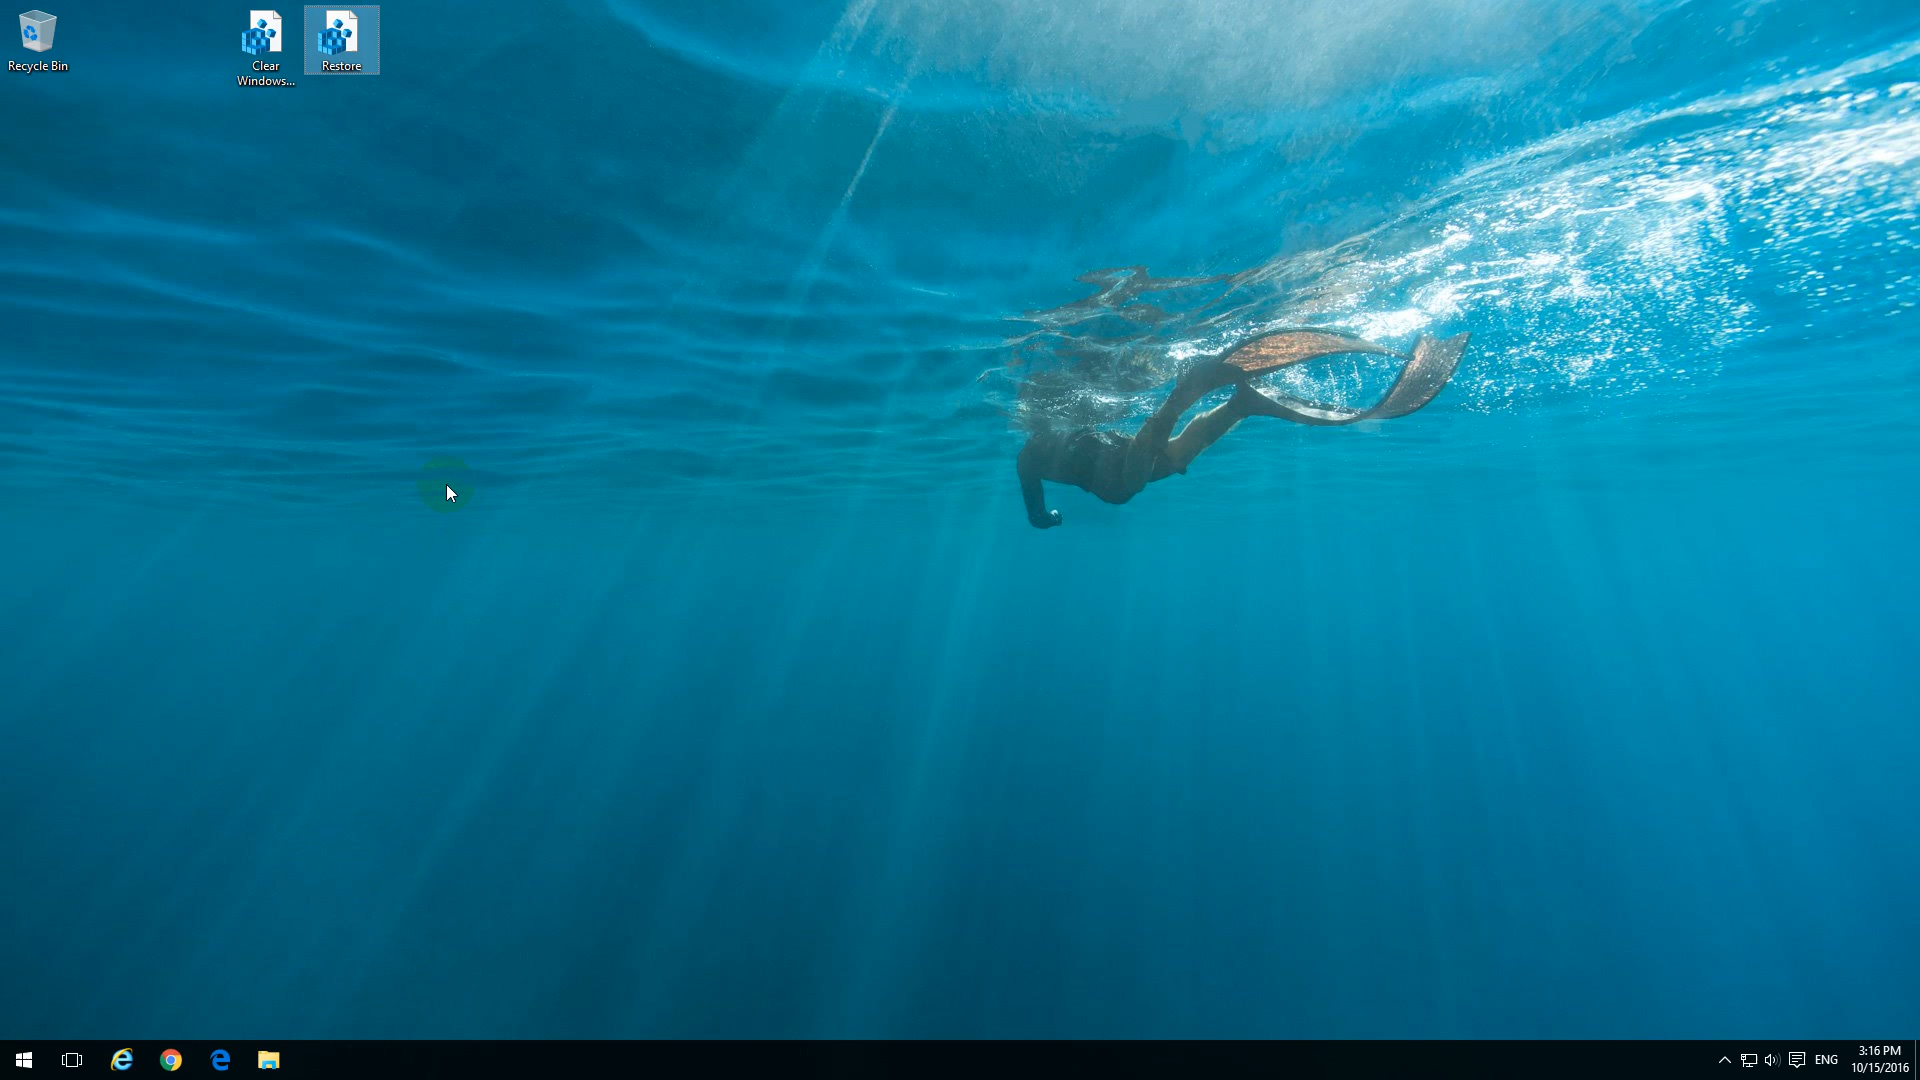 Recycle Bin
Clear
Windows...
Restore
ENG
3:16 PM
10/15/2016